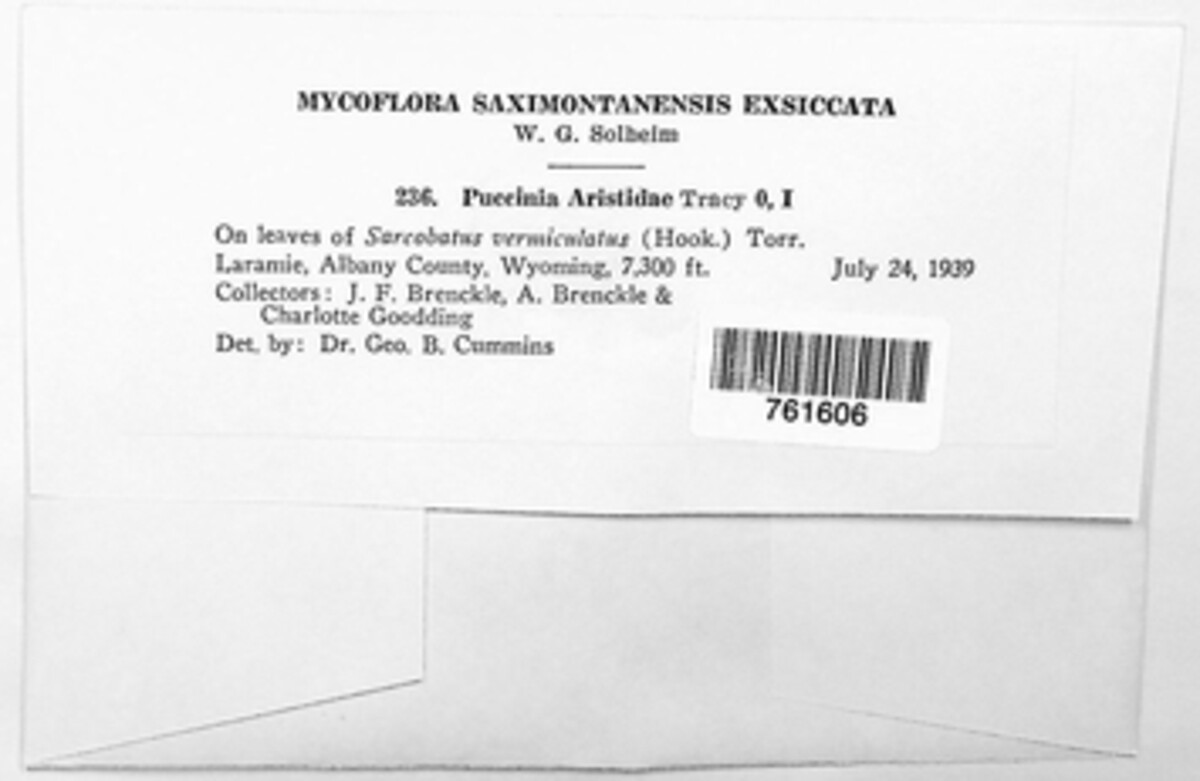 MYCOFLORA SAXIMONTANENSIS EXSICCATA
W. G. Solheim
236. Puccinia Aristidae Tracy 0, I
On leaves of Sarcobatus vermiculatus (Hook.) Torr.
Laramie, Albany County, Wyoming, 7,300 ft. July 24, 1939
Collectors: J. F. Brenckle, A. Brenckle &
Charlotte Goodding
Det. by: Dr. Geo. B. Cummins
761606